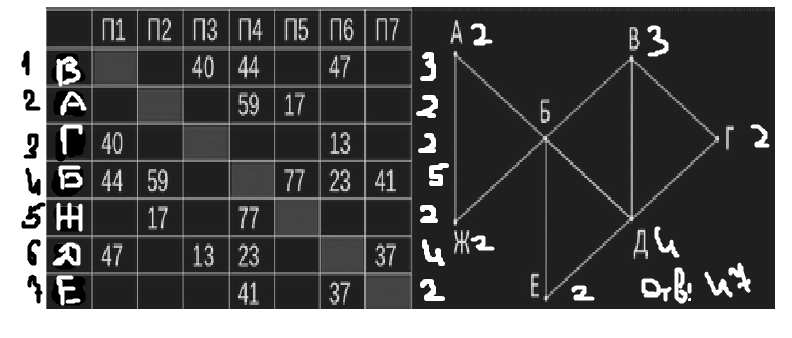 П1 П2 П3 П4 П5 П6 П7
1 В 40 44 47 3
2 А 59 17 2
3 Г 40 13 2
4 Б 44 59 77 23 41 5
5 Ж 17 77 2
6 Д 47 13 23 37 4
7 Е 41 37 2
А 2
В 3
Б
Г 2
Ж 2
Д 4
Е 2
Отв: 47